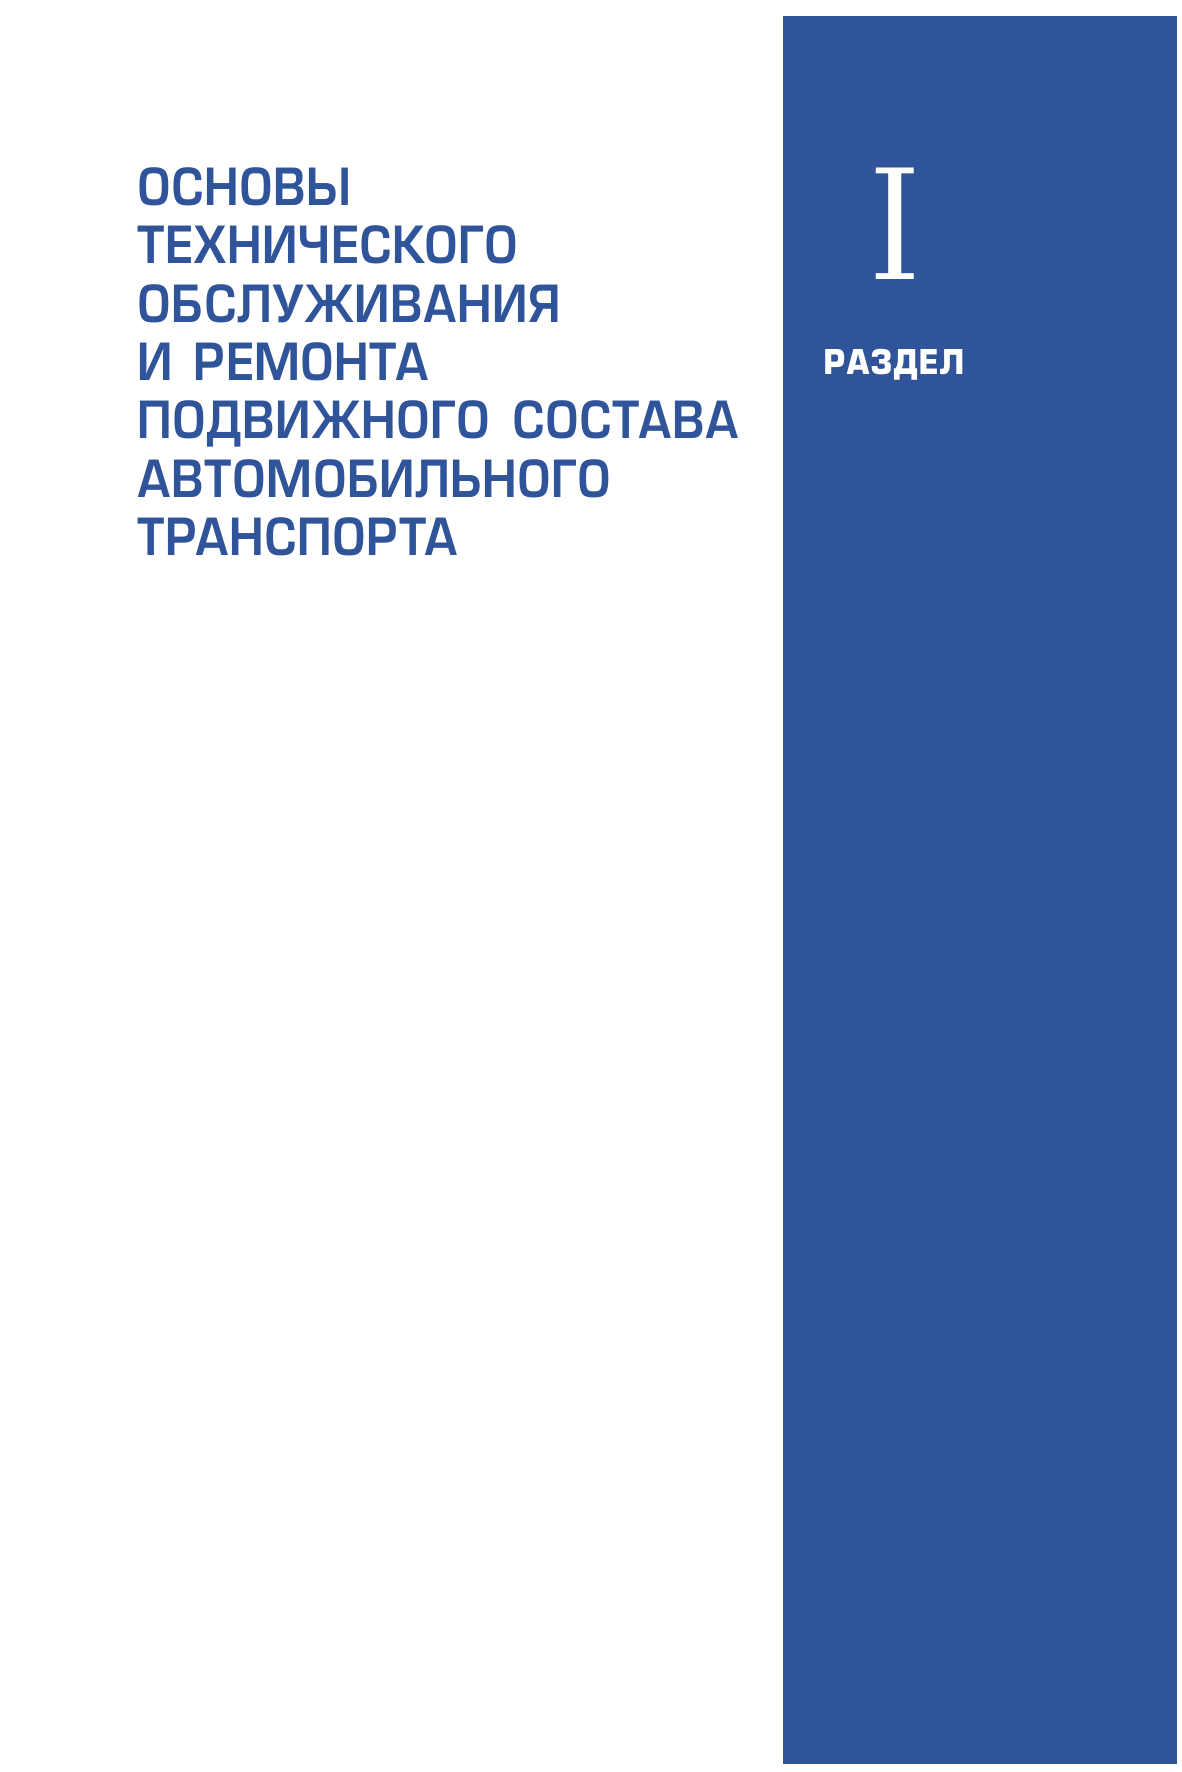 ОСНОВЫ
ТЕХНИЧЕСКОГО
ОБСЛУЖИВАНИЯ
И РЕМОНТА
ПОДВИЖНОГО СОСТАВА
АВТОМОБИЛЬНОГО
ТРАНСПОРТА
I
РАЗДЕЛ